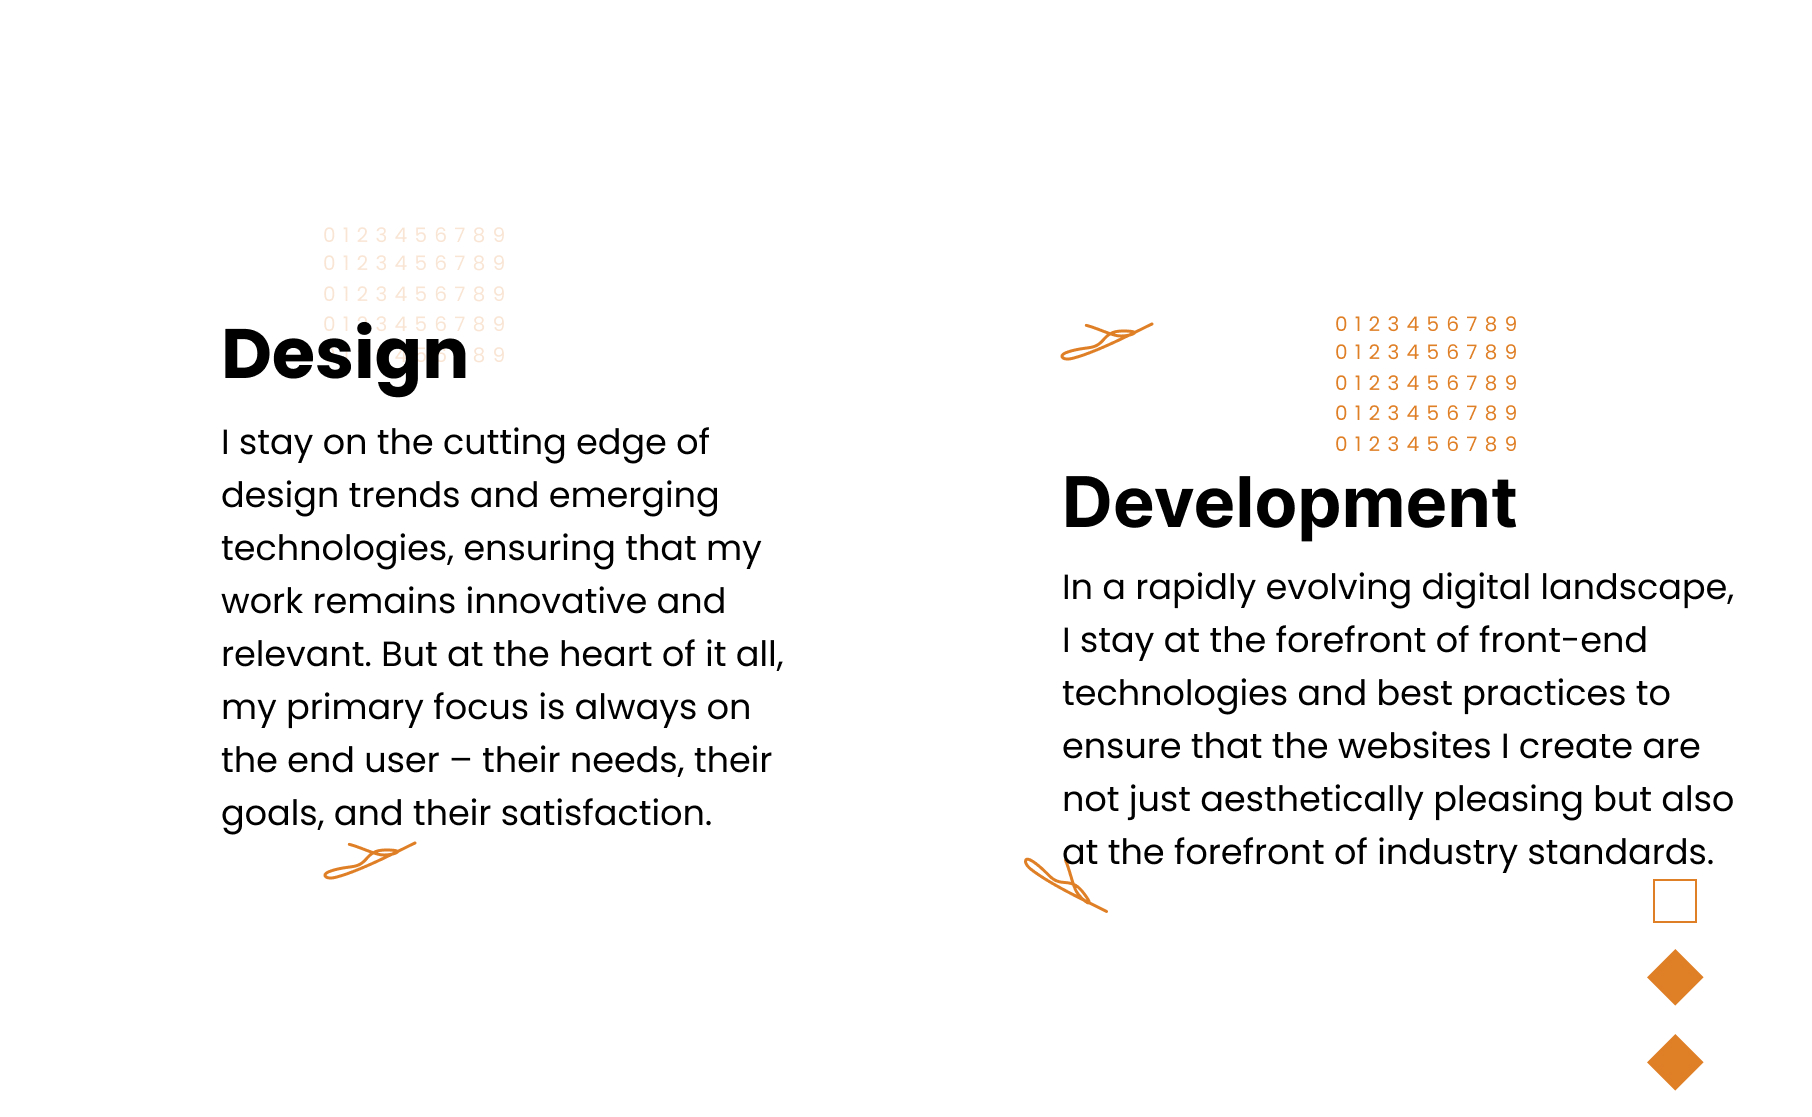 0 1 2 3 4 5 6 7 8 9
0 1 2 3 4 5 6 7 8 9
0 1 2 3 4 5 6 7 8 9
0 1 2 3 4 5 6 7 8 9
4 5 6 7 8 9
Design
I stay on the cutting edge of
design trends and emerging
technologies, ensuring that my
work remains innovative and
relevant. But at the heart of it all,
my primary focus is always on
the end user – their needs, their
goals, and their satisfaction.
0 1 2 3 4 5 6 7 8 9
0 1 2 3 4 5 6 7 8 9
0 1 2 3 4 5 6 7 8 9
0 1 2 3 4 5 6 7 8 9
0 1 2 3 4 5 6 7 8 9
Development
In a rapidly evolving digital landscape,
I stay at the forefront of front-end
technologies and best practices to
ensure that the websites I create are
not just aesthetically pleasing but also
at the forefront of industry standards.